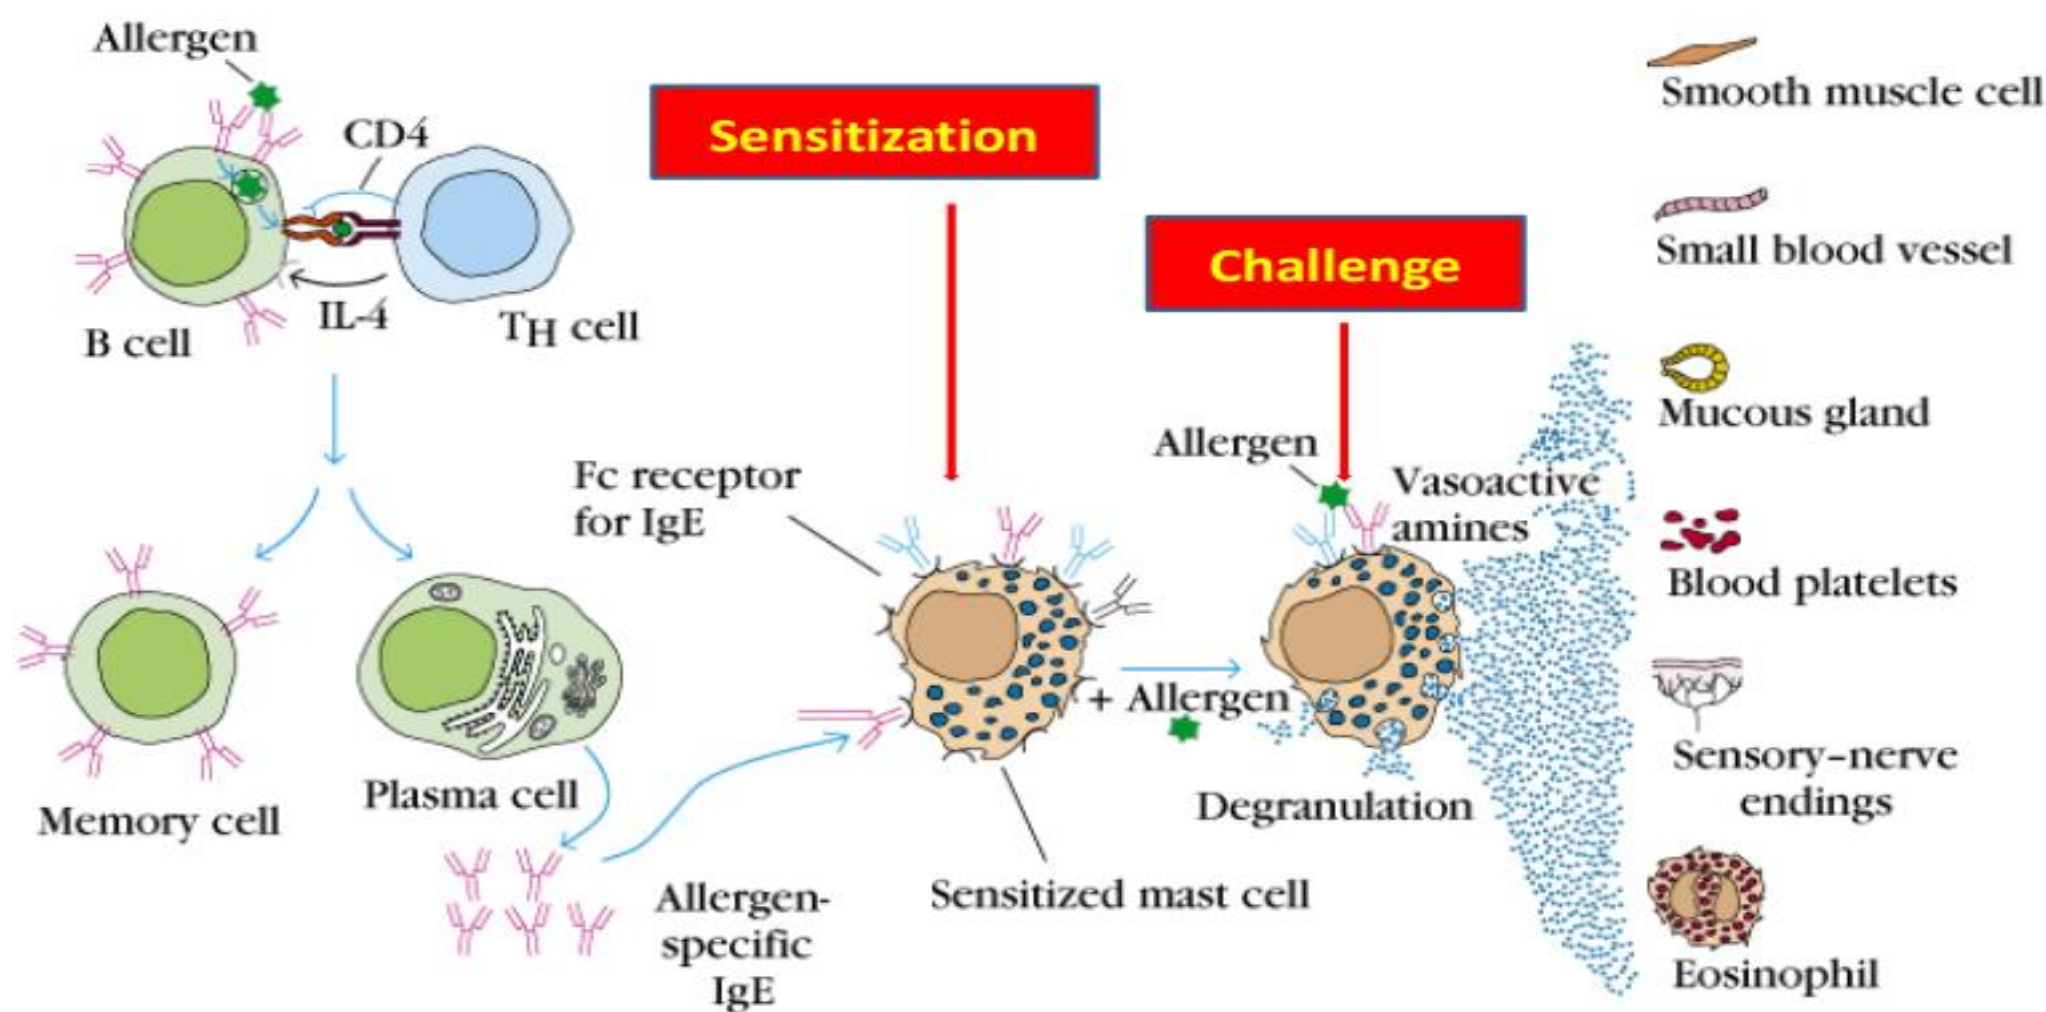 Allergen
CD4
IL-4
B cell
TH cell
Sensitization
Challenge
Memory cell
Plasma cell
Allergen-
specific
IgE
Fc receptor
for IgE
Sensitized mast cell
+ Allergen
Allergen
Vasoactive
amines
Degranulation
Smooth muscle cell
Small blood vessel
Mucous gland
Blood platelets
Sensory-nerve
endings
Eosinophil